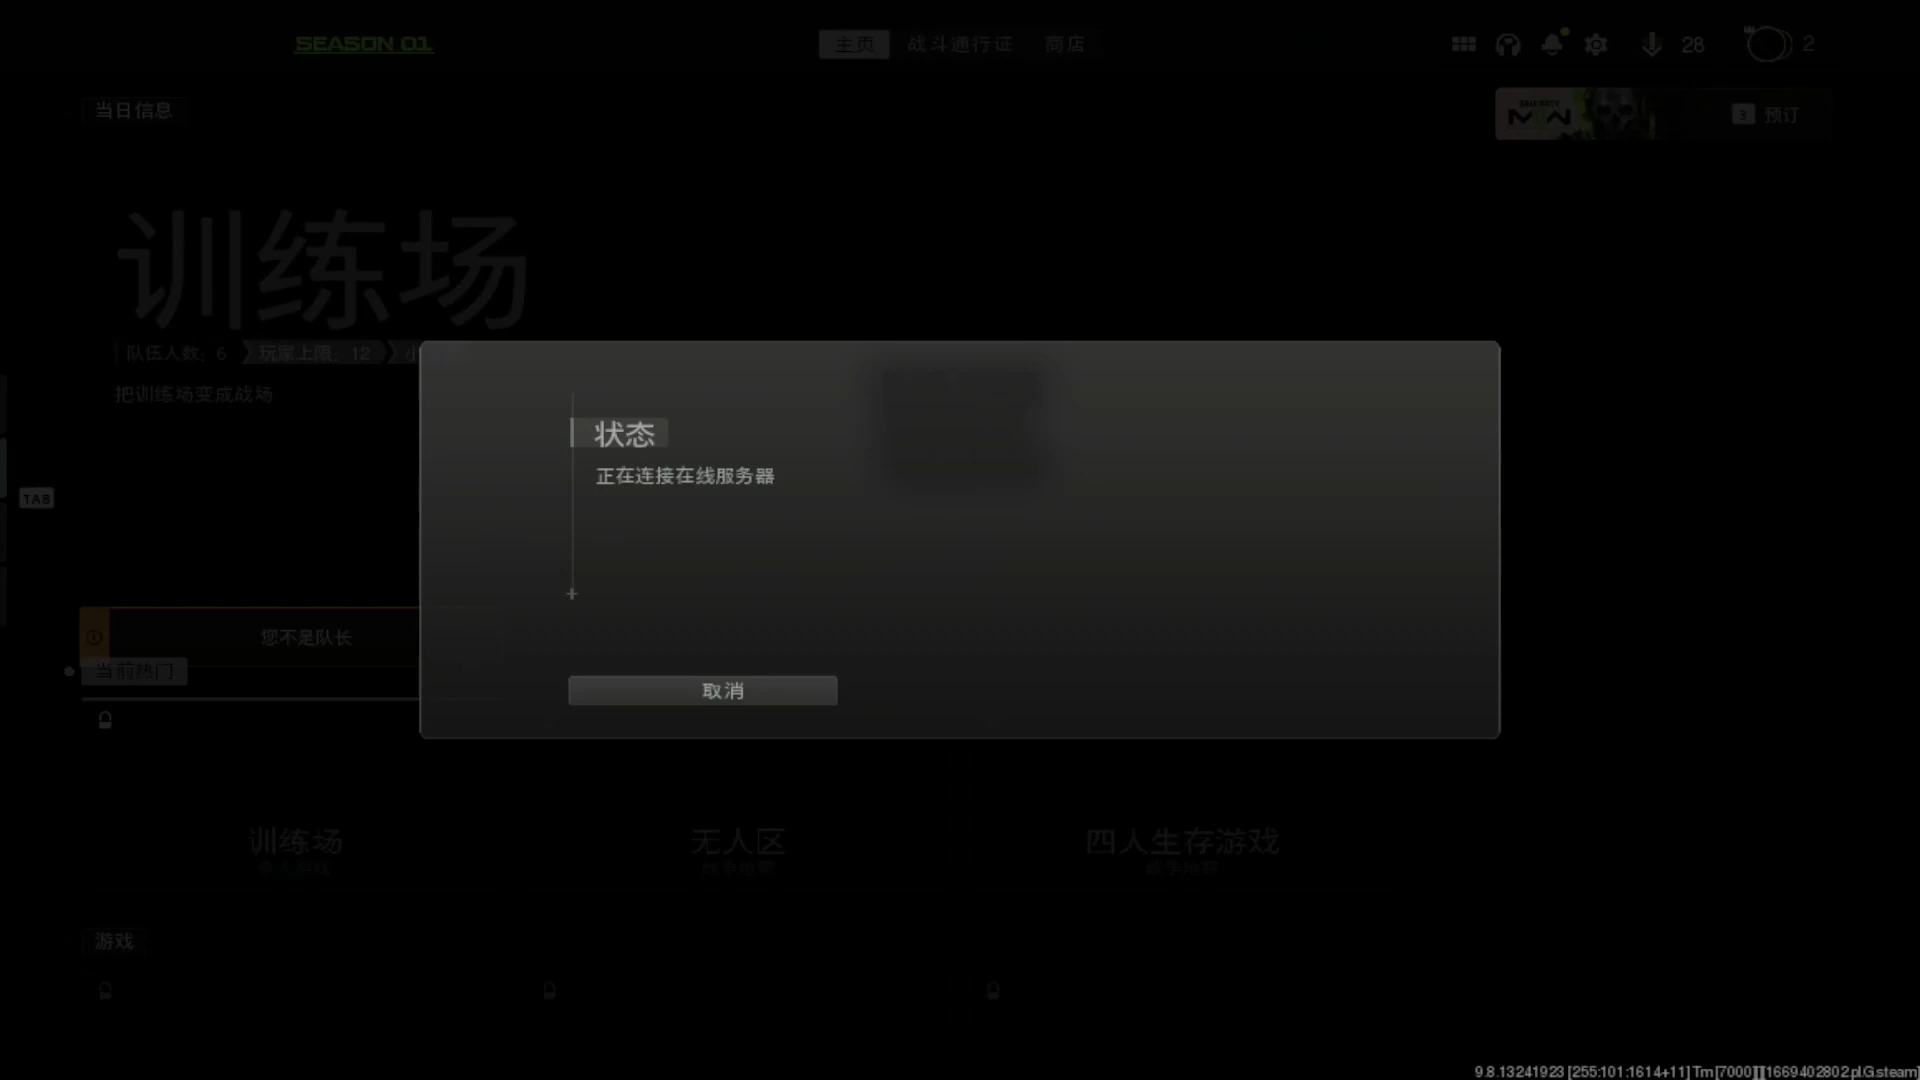 SEASON 01
主页 战斗通行证 商店
28
2
当日信息
3 预订
训练场
队伍人数：6 玩家上限：12 小
把训练场变成战场
状态
正在连接在线服务器
TAB
您不是队长
当前热门
取消
训练场 无人区 四人生存游戏
游戏
9.8.13241923 [255:101:1614+11] Tm[7000][][1669402802.pl.G.steam]